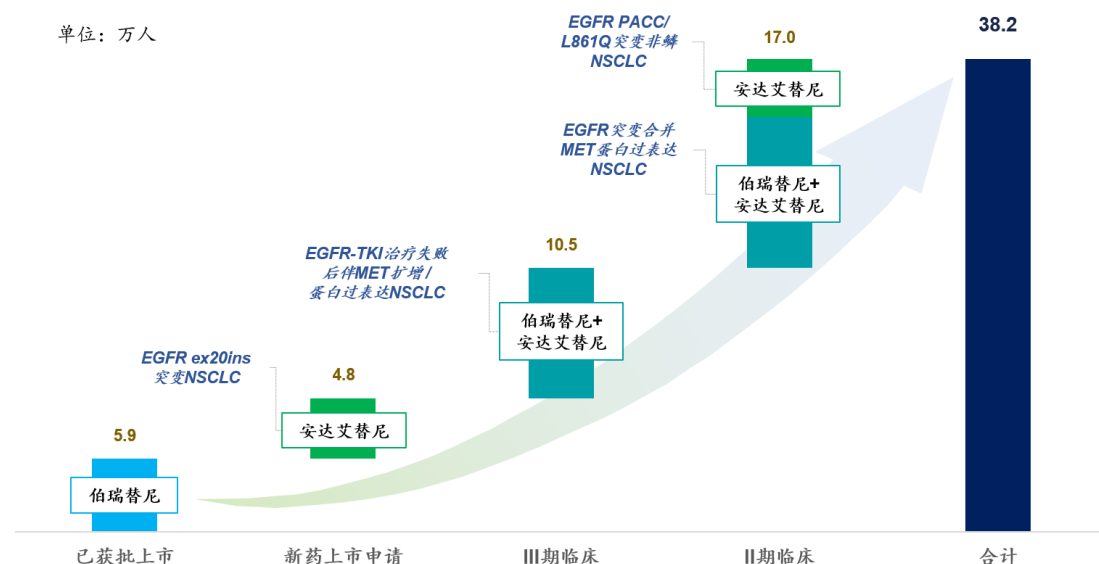 单位：万人
EGFR PACC/
L861Q突变非鳞
NSCLC
17.0
38.2
安达艾替尼
EGFR突变合并
MET蛋白过表达
NSCLC
伯瑞替尼+
安达艾替尼
EGFR-TKI治疗失败
后伴MET扩增/
蛋白过表达NSCLC
10.5
伯瑞替尼+
安达艾替尼
EGFR ex20ins
突变NSCLC
4.8
安达艾替尼
5.9
伯瑞替尼
已获批上市
新药上市申请
III期临床
II期临床
合计